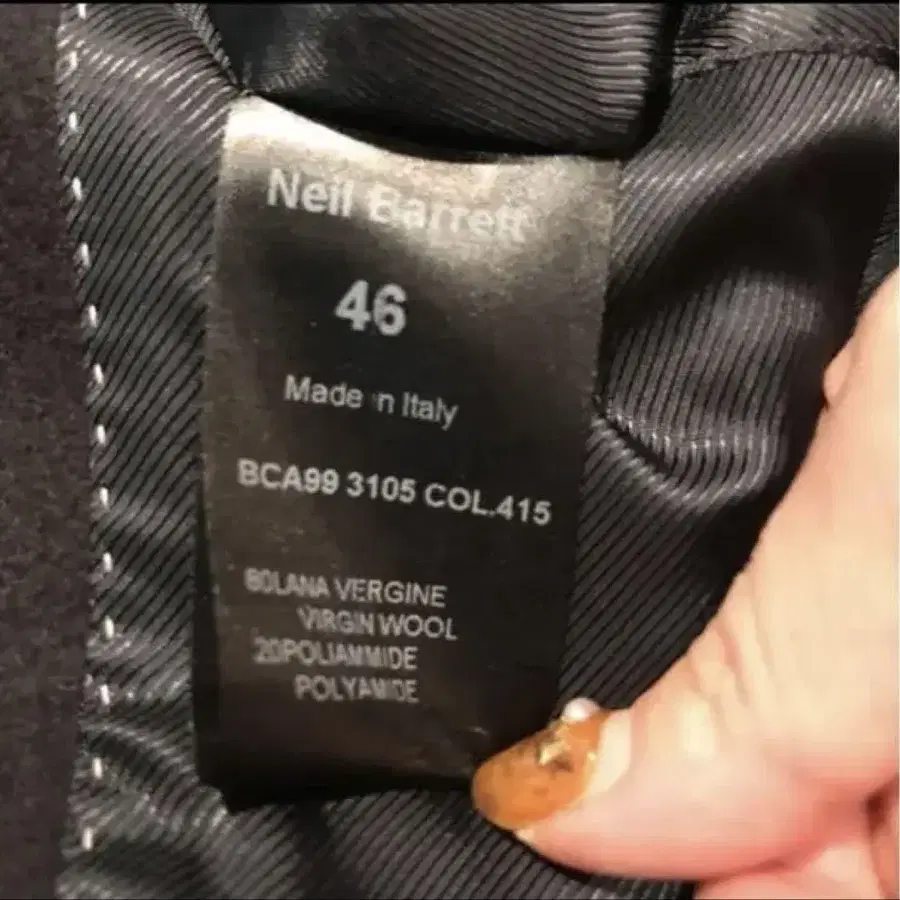 Neil Barrett
46
Made in Italy
BCA99 3105 COL.415
80LANA VERGINE
VIRGIN WOOL
20POLIAMMIDE
POLYAMIDE